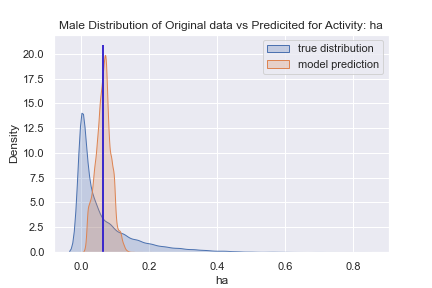 Male Distribution of Original data vs Predicited for Activity: ha
true distribution
model prediction
20.0
17.5
15.0
12.5
10.0
7.5
5.0
2.5
0.0
Density
0.0 0.2 0.4 0.6 0.8
ha